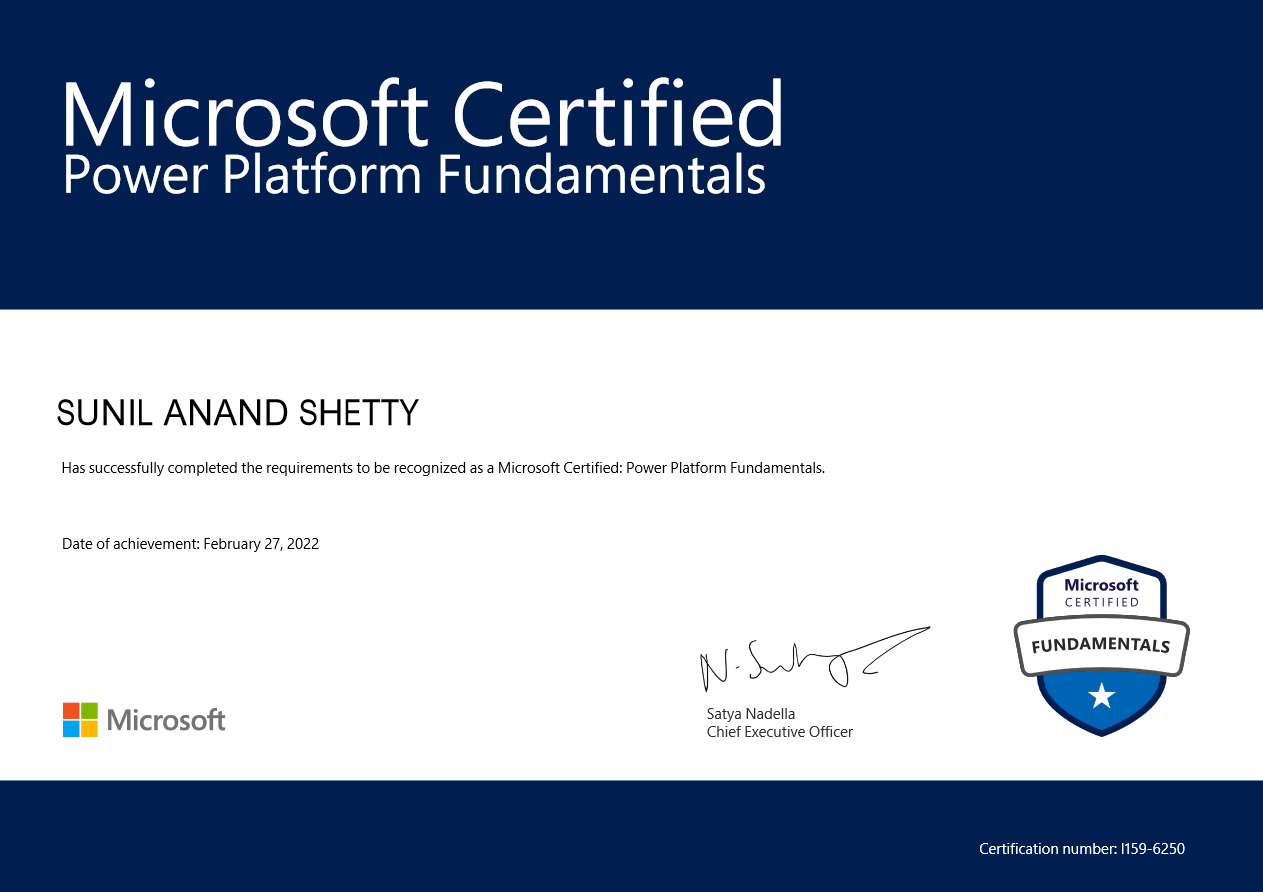 Microsoft Certified
Power Platform Fundamentals
SUNIL ANAND SHETTY
Has successfully completed the requirements to be recognized as a Microsoft Certified: Power Platform Fundamentals.
Date of achievement: February 27, 2022
Microsoft
CERTIFIED
FUNDAMENTALS
N. Satya
Satya Nadella
Chief Executive Officer
Microsoft
Certification number: I159-6250